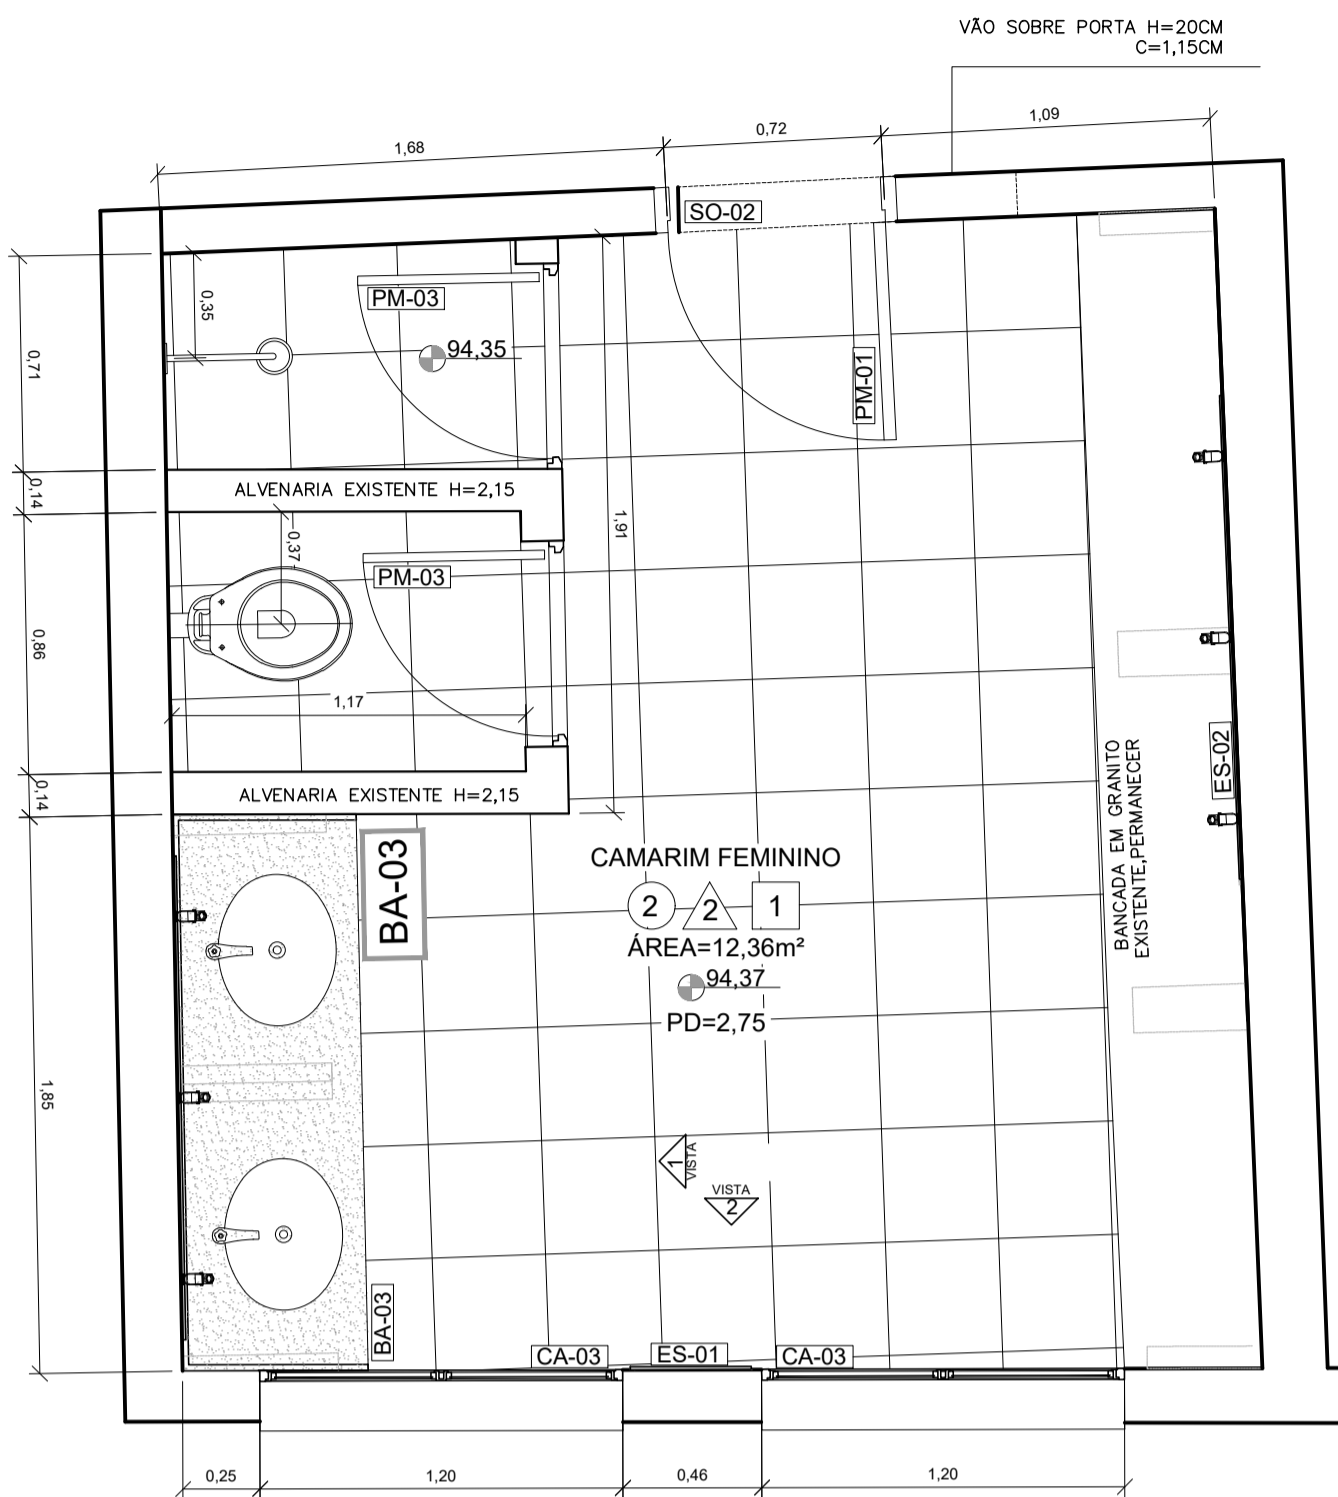 VÃO SOBRE PORTA H=20CM
C=1,15CM
1,68
0,72
1,09
SO-02
PM-03
0,35
94,35
PM-01
0,71
0,14
ALVENARIA EXISTENTE H=2,15
1,91
0,37
PM-03
0,86
1,17
0,14
ALVENARIA EXISTENTE H=2,15
ES-02
BANCADA EM GRANITO
EXISTENTE,PERMANECER
BA-03
CAMARIM FEMININO
2 2 1
ÁREA=12,36m²
94,37
PD=2,75
1,85
1
VISTA
VISTA
2
BA-03
CA-03
ES-01
CA-03
0,25
1,20
0,46
1,20